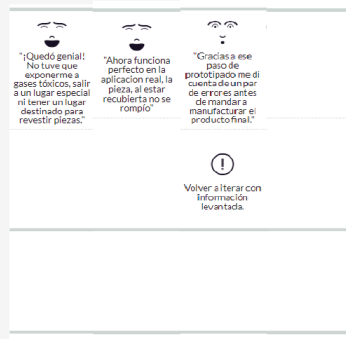 "¡Quedó genial!
No tuve que
exponerme a
gases tóxicos, salir
a un lugar especial
ni tener un lugar
destinado para
revestir piezas."
"Ahora funciona
perfecto en la
aplicacion real, la
pieza, al estar
recubierta no se
rompío"
"Gracias a ese
paso de
prototipado me di
cuenta de un par
de errores antes
de mandar a
manufacturar el
producto final."
Volver a iterar con
información
levantada.